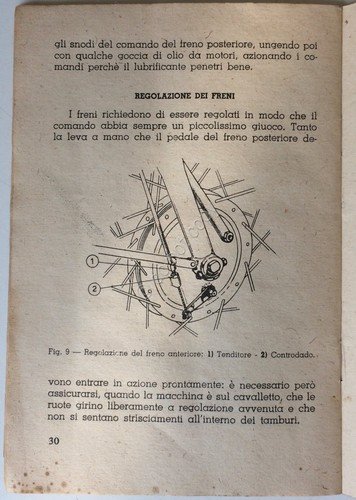 gli snodi del comando del freno posteriore, ungendo poi
con qualche goccia di olio da motori, azionando i co-
mandi perchè il lubrificante penetri bene.
REGOLAZIONE DEI FRENI
I freni richiedono di essere regolati in modo che il
comando abbia sempre un piccolissimo giuoco. Tanto
la leva a mano che il pedale del freno posteriore de-
1
2
Fig. 9 — Regolazione del freno anteriore: 1) Tenditore - 2) Controdado.
vono entrare in azione prontamente: è necessario però
assicurarsi, quando la macchina è sul cavalletto, che le
ruote girino liberamente a regolazione avvenuta e che
non si sentano strisciamenti all'interno dei tamburi.
30